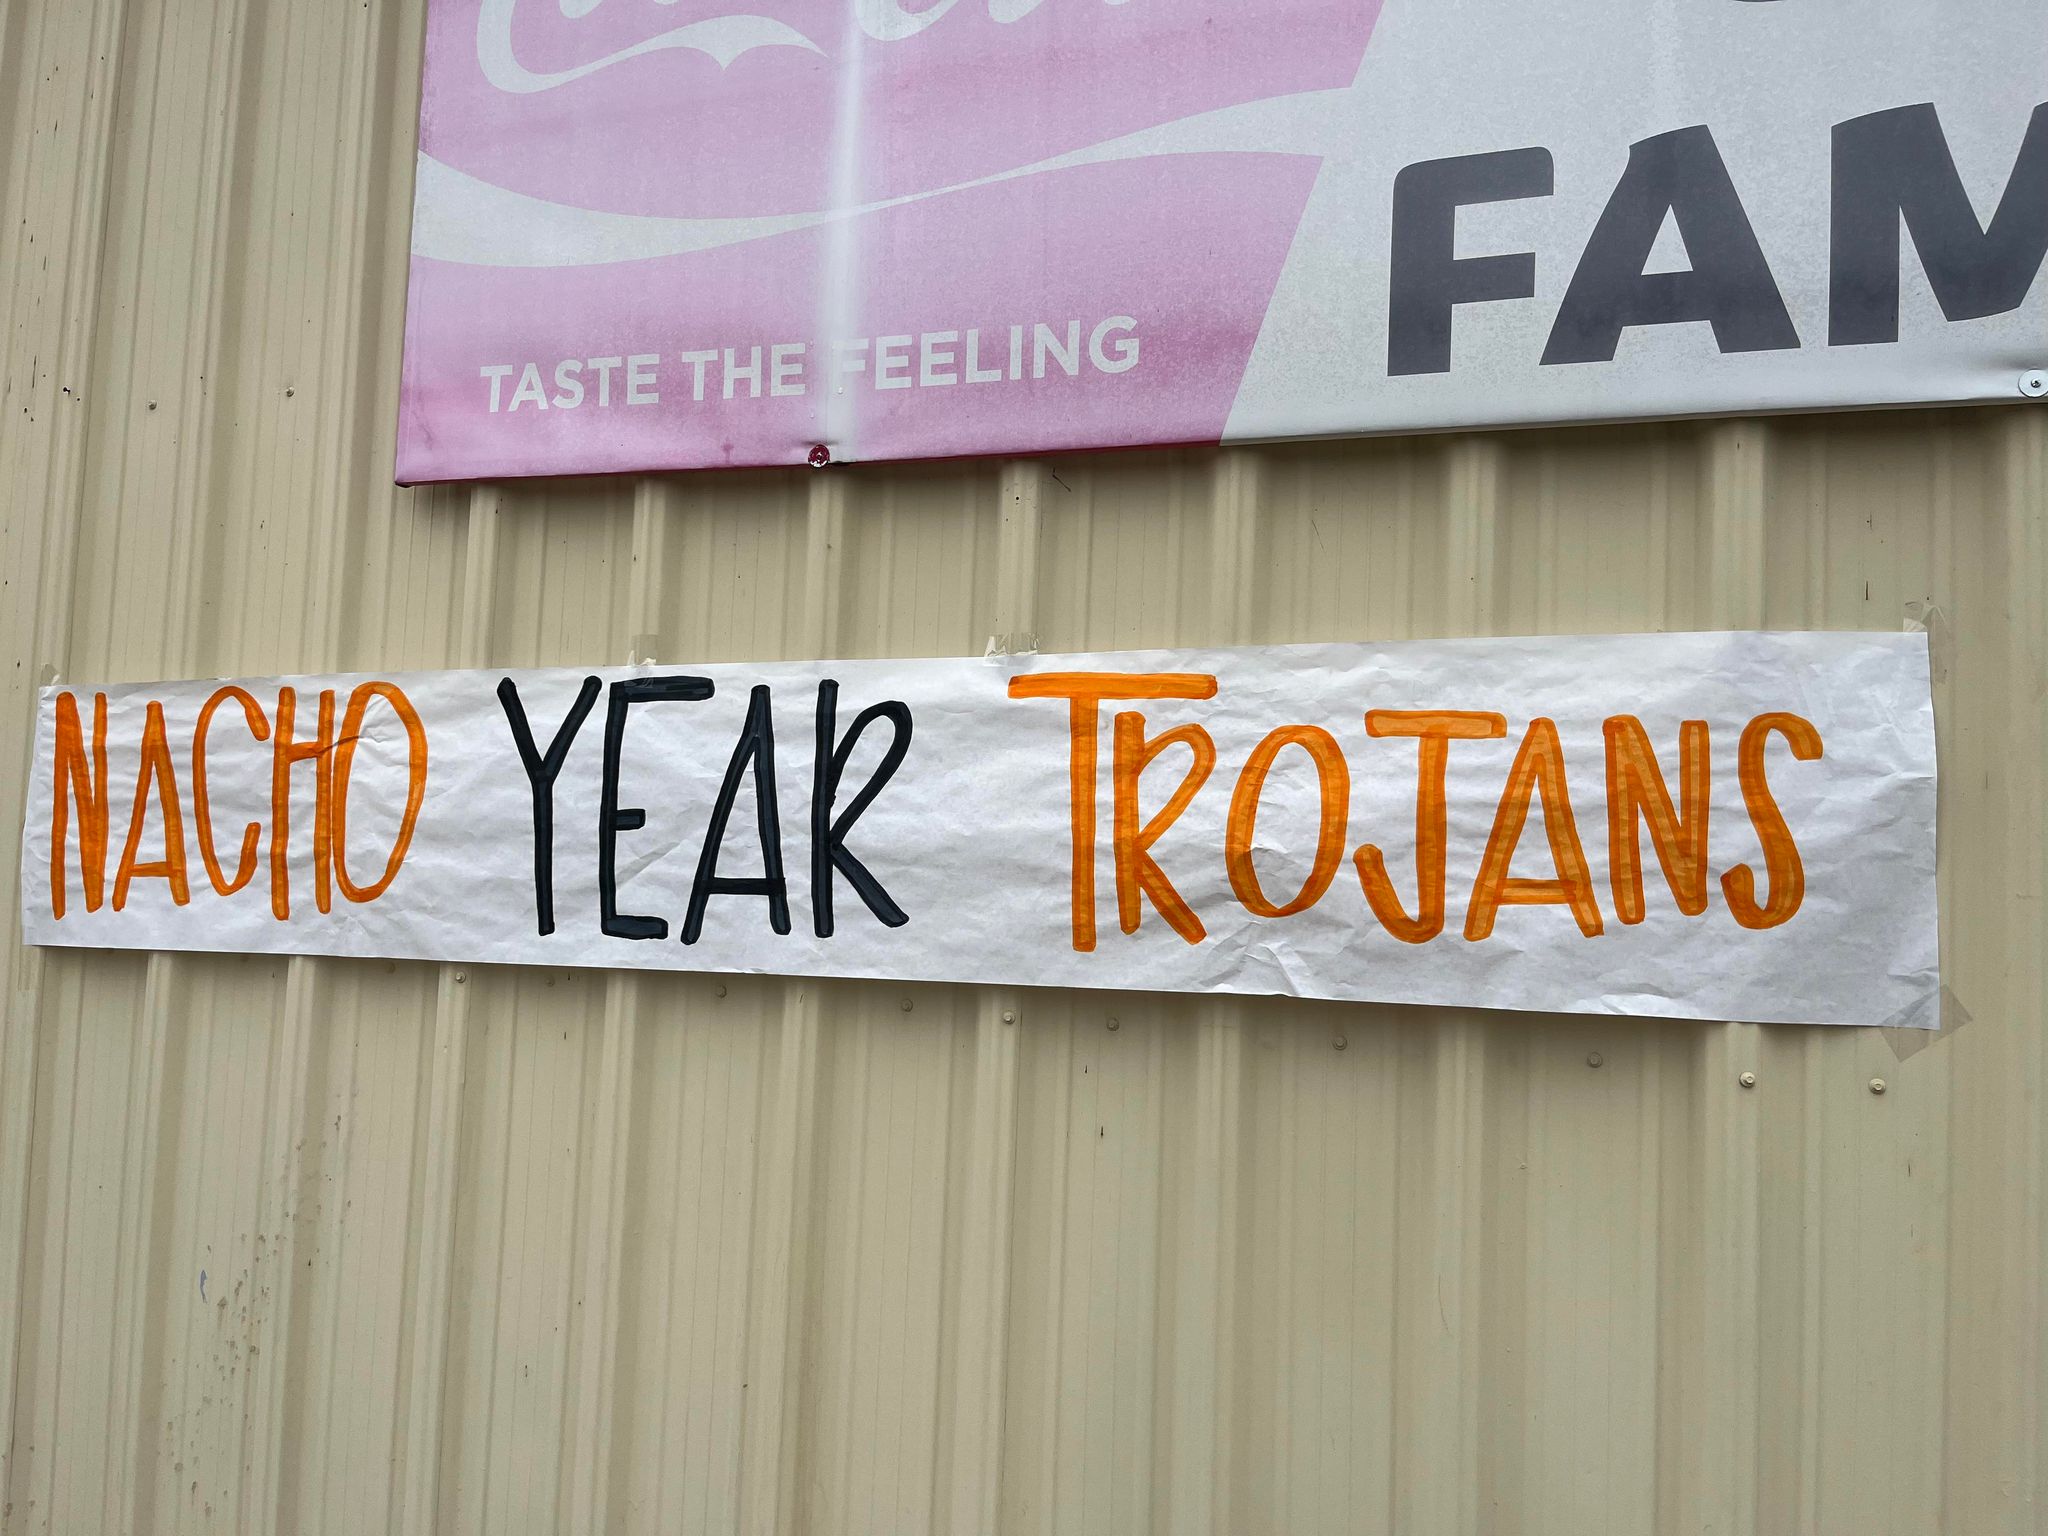 TASTE THE FEELING
FAM
NACHO YEAR TROJANS